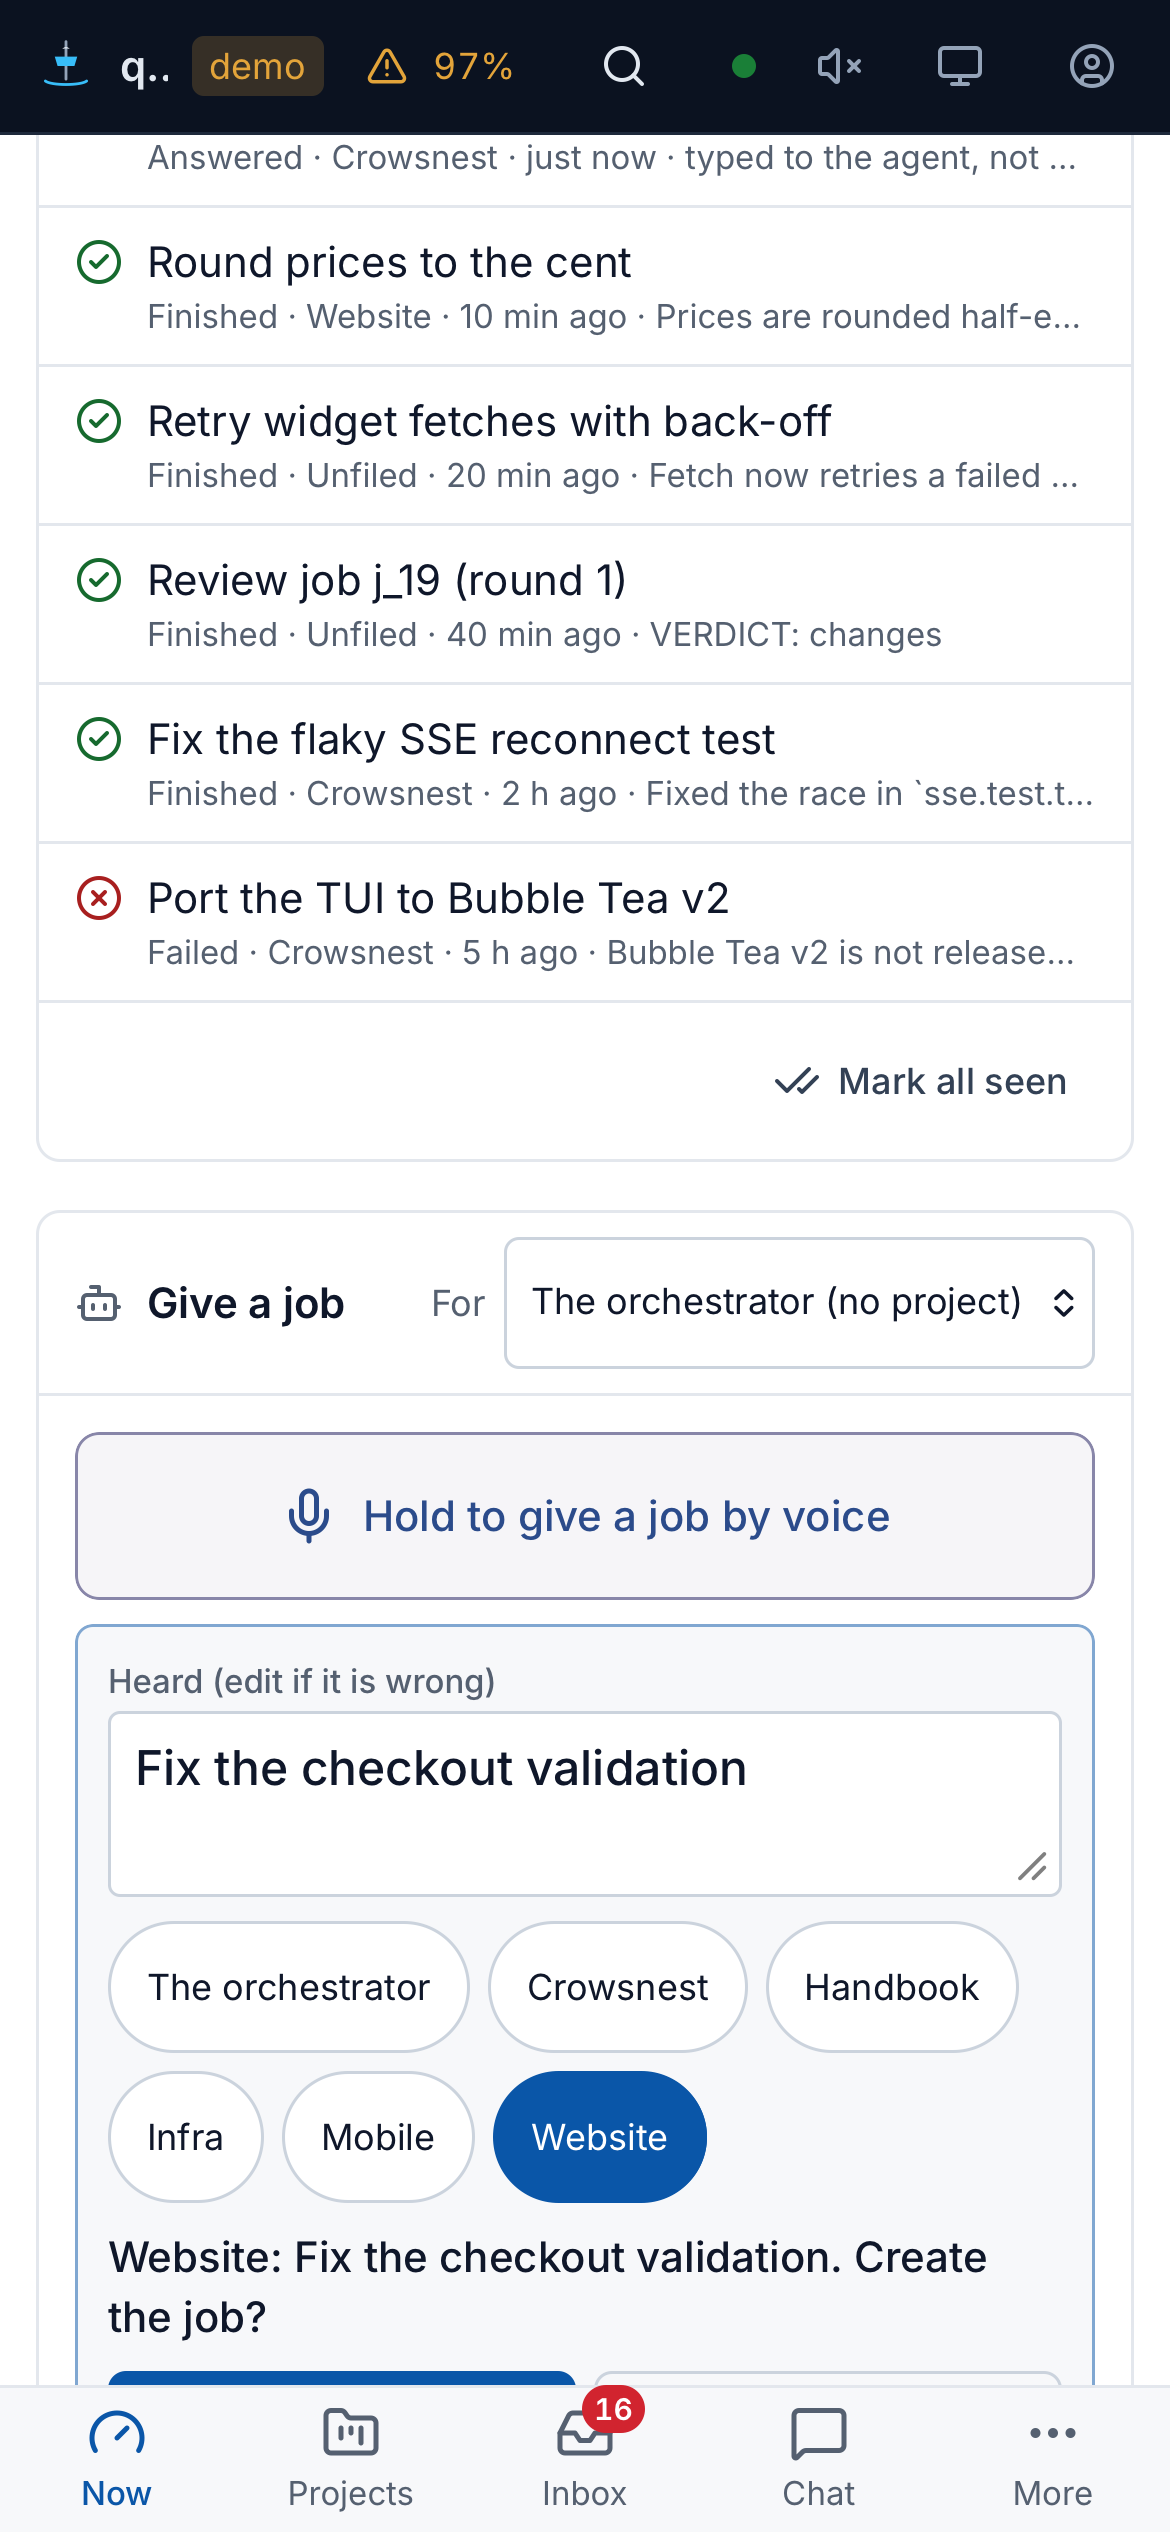 q..
demo
97%
Answered · Crowsnest · just now · typed to the agent, not ...
Round prices to the cent
Finished · Website · 10 min ago · Prices are rounded half-e...
Retry widget fetches with back-off
Finished · Unfiled · 20 min ago · Fetch now retries a failed ...
Review job j_19 (round 1)
Finished · Unfiled · 40 min ago · VERDICT: changes
Fix the flaky SSE reconnect test
Finished · Crowsnest · 2 h ago · Fixed the race in `sse.test.t...
Port the TUI to Bubble Tea v2
Failed · Crowsnest · 5 h ago · Bubble Tea v2 is not release...
Mark all seen
Give a job
For
The orchestrator (no project)
Hold to give a job by voice
Heard (edit if it is wrong)
Fix the checkout validation
The orchestrator
Crowsnest
Handbook
Infra
Mobile
Website
Website: Fix the checkout validation. Create
the job?
16
Now
Projects
Inbox
Chat
More